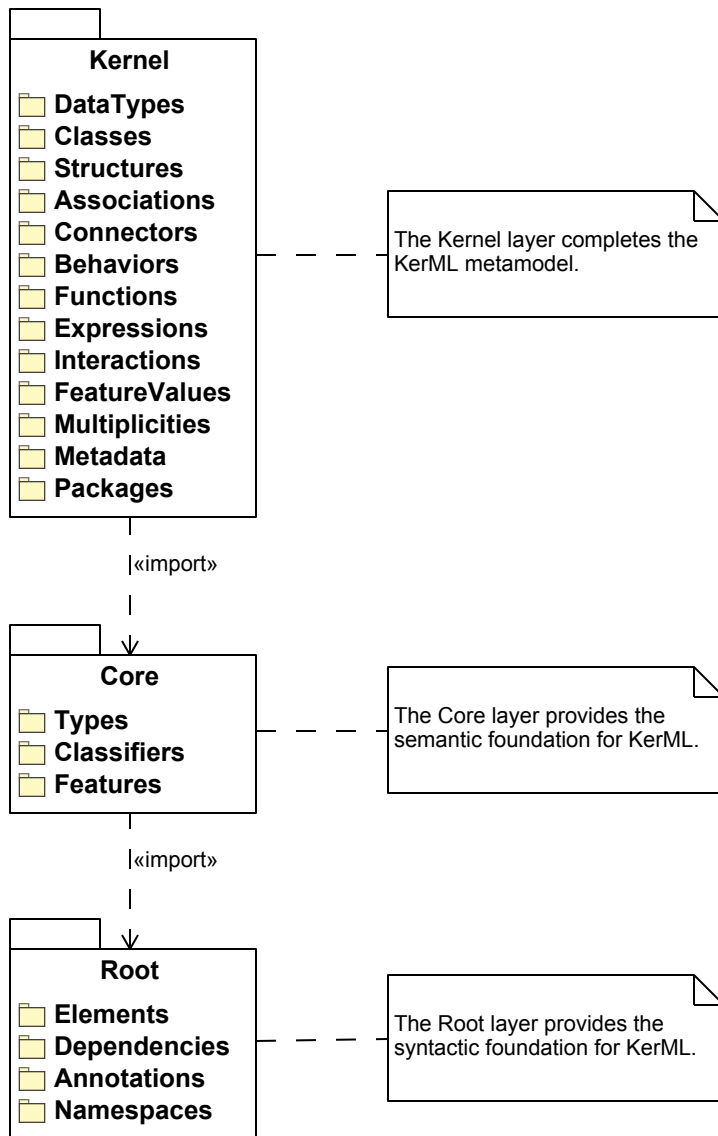 Kernel
DataTypes
Classes
Structures
Associations
Connectors
Behaviors
Functions
Expressions
Interactions
FeatureValues
Multiplicities
Metadata
Packages
The Kernel layer completes the
KerML metamodel.
«import»
Core
Types
Classifiers
Features
The Core layer provides the
semantic foundation for KerML.
«import»
Root
Elements
Dependencies
Annotations
Namespaces
The Root layer provides the
syntactic foundation for KerML.